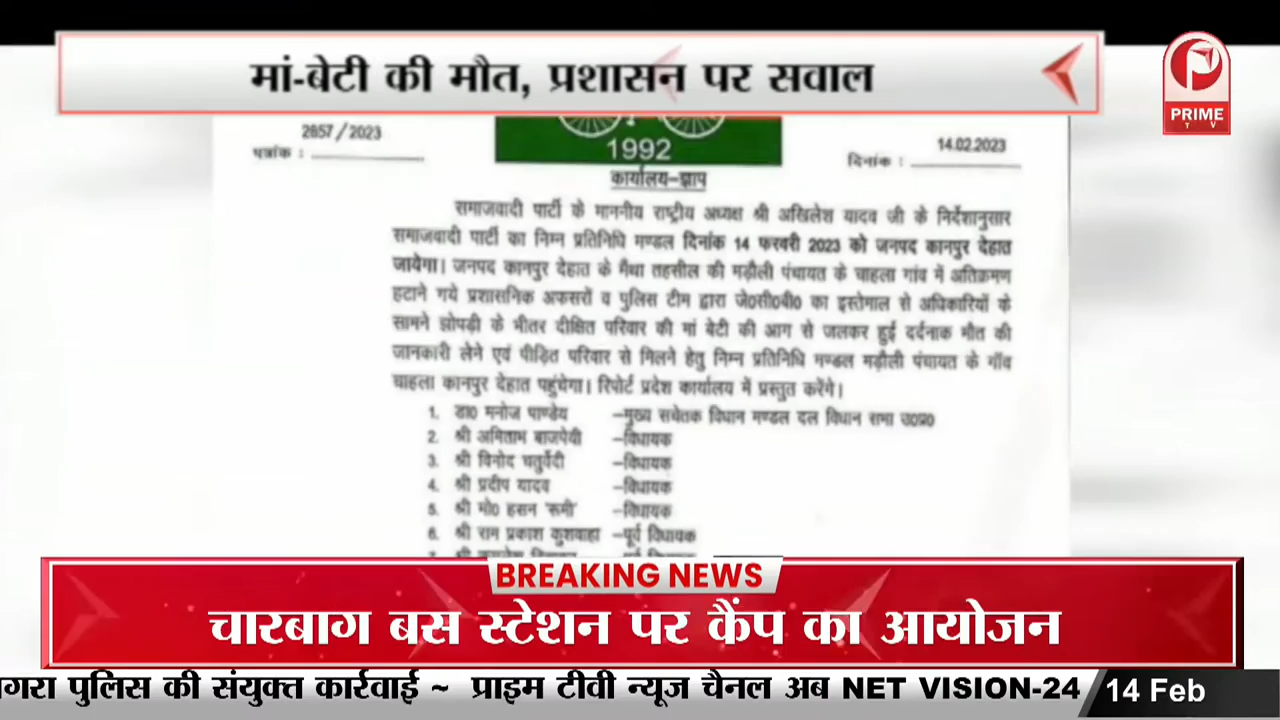 मां-बेटी की मौत, प्रशासन पर सवाल
PRIME
TV
2857/2023
पत्रांक :
1992
14.02.2023
दिनांक :
कार्यालय-ज्ञाप
समाजवादी पार्टी के माननीय राष्ट्रीय अध्यक्ष श्री अखिलेश यादव जी के निर्देशानुसार
समाजवादी पार्टी का निम्न प्रतिनिधि मण्डल दिनांक 14 फरवरी 2023 को जनपद कानपुर देहात
जायेगा। जनपद कानपुर देहात के मैथा तहसील की मड़ौली पंचायत के चाहला गांव में अतिक्रमण
हटाने गये प्रशासनिक अफसरों व पुलिस टीम द्वारा जे0सी0बी0 का इस्तेमाल से अधिकारियों के
सामने झोपड़ी के भीतर दीक्षित परिवार की मां बेटी की आग से जलकर हुई दर्दनाक मौत की
जानकारी लेने एवं पीड़ित परिवार से मिलने हेतु निम्न प्रतिनिधि मण्डल मड़ौली पंचायत के गॉव
चाहला कानपुर देहात पहुंचेगा। रिपोर्ट प्रदेश कार्यालय में प्रस्तुत करेंगे।
1. डा0 मनोज पाण्डेय –मुख्य सचेतक विधान मण्डल दल विधान सभा उ0प्र0
2. श्री अमिताभ बाजपेयी –विधायक
3. श्री विनोद चतुर्वेदी –विधायक
4. श्री प्रदीप यादव –विधायक
5. श्री मो0 हसन 'रूमी' –विधायक
6. श्री राम प्रकाश कुशवाहा –पूर्व विधायक
BREAKING NEWS
चारबाग बस स्टेशन पर कैंप का आयोजन
गरा पुलिस की संयुक्त कार्रवाई ~ प्राइम टीवी न्यूज चैनल अब NET VISION-24
14 Feb